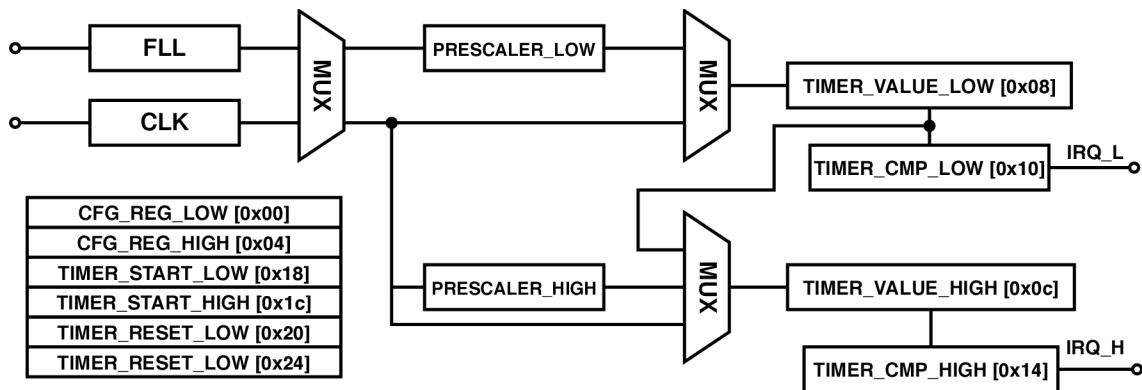 FLL
PRESCALER_LOW
MUX
MUX
TIMER_VALUE_LOW [0x08]
CLK
IRQ_L
TIMER_CMP_LOW [0x10]
CFG_REG_LOW [0x00]
CFG_REG_HIGH [0x04]
TIMER_START_LOW [0x18]
TIMER_START_HIGH [0x1c]
TIMER_RESET_LOW [0x20]
TIMER_RESET_LOW [0x24]
PRESCALER_HIGH
MUX
TIMER_VALUE_HIGH [0x0c]
IRQ_H
TIMER_CMP_HIGH [0x14]